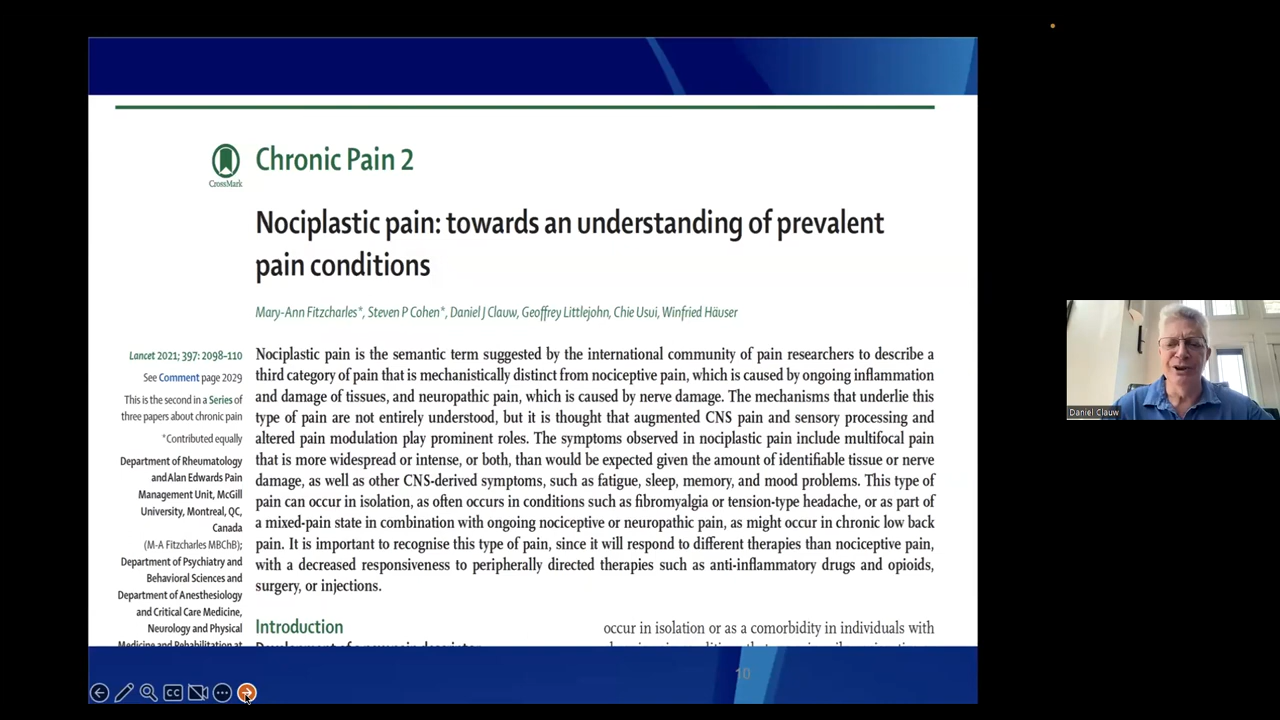 Chronic Pain 2
CrossMark
Nociplastic pain: towards an understanding of prevalent
pain conditions
Mary-Ann Fitzcharles*, Steven P Cohen*, Daniel J Clauw, Geoffrey Littlejohn, Chie Usui, Winfried Häuser
Lancet 2021; 397: 2098–110
See Comment page 2029
This is the second in a Series of
three papers about chronic pain
*Contributed equally
Department of Rheumatology
and Alan Edwards Pain
Management Unit, McGill
University, Montreal, QC,
Canada
(M-A Fitzcharles MBChB);
Department of Psychiatry and
Behavioral Sciences and
Department of Anesthesiology
and Critical Care Medicine,
Neurology and Physical
Medicine and Rehabilitation at
Nociplastic pain is the semantic term suggested by the international community of pain researchers to describe a
third category of pain that is mechanistically distinct from nociceptive pain, which is caused by ongoing inflammation
and damage of tissues, and neuropathic pain, which is caused by nerve damage. The mechanisms that underlie this
type of pain are not entirely understood, but it is thought that augmented CNS pain and sensory processing and
altered pain modulation play prominent roles. The symptoms observed in nociplastic pain include multifocal pain
that is more widespread or intense, or both, than would be expected given the amount of identifiable tissue or nerve
damage, as well as other CNS-derived symptoms, such as fatigue, sleep, memory, and mood problems. This type of
pain can occur in isolation, as often occurs in conditions such as fibromyalgia or tension-type headache, or as part of
a mixed-pain state in combination with ongoing nociceptive or neuropathic pain, as might occur in chronic low back
pain. It is important to recognise this type of pain, since it will respond to different therapies than nociceptive pain,
with a decreased responsiveness to peripherally directed therapies such as anti-inflammatory drugs and opioids,
surgery, or injections.
Introduction
occur in isolation or as a comorbidity in individuals with
10
CC
Daniel Clauw